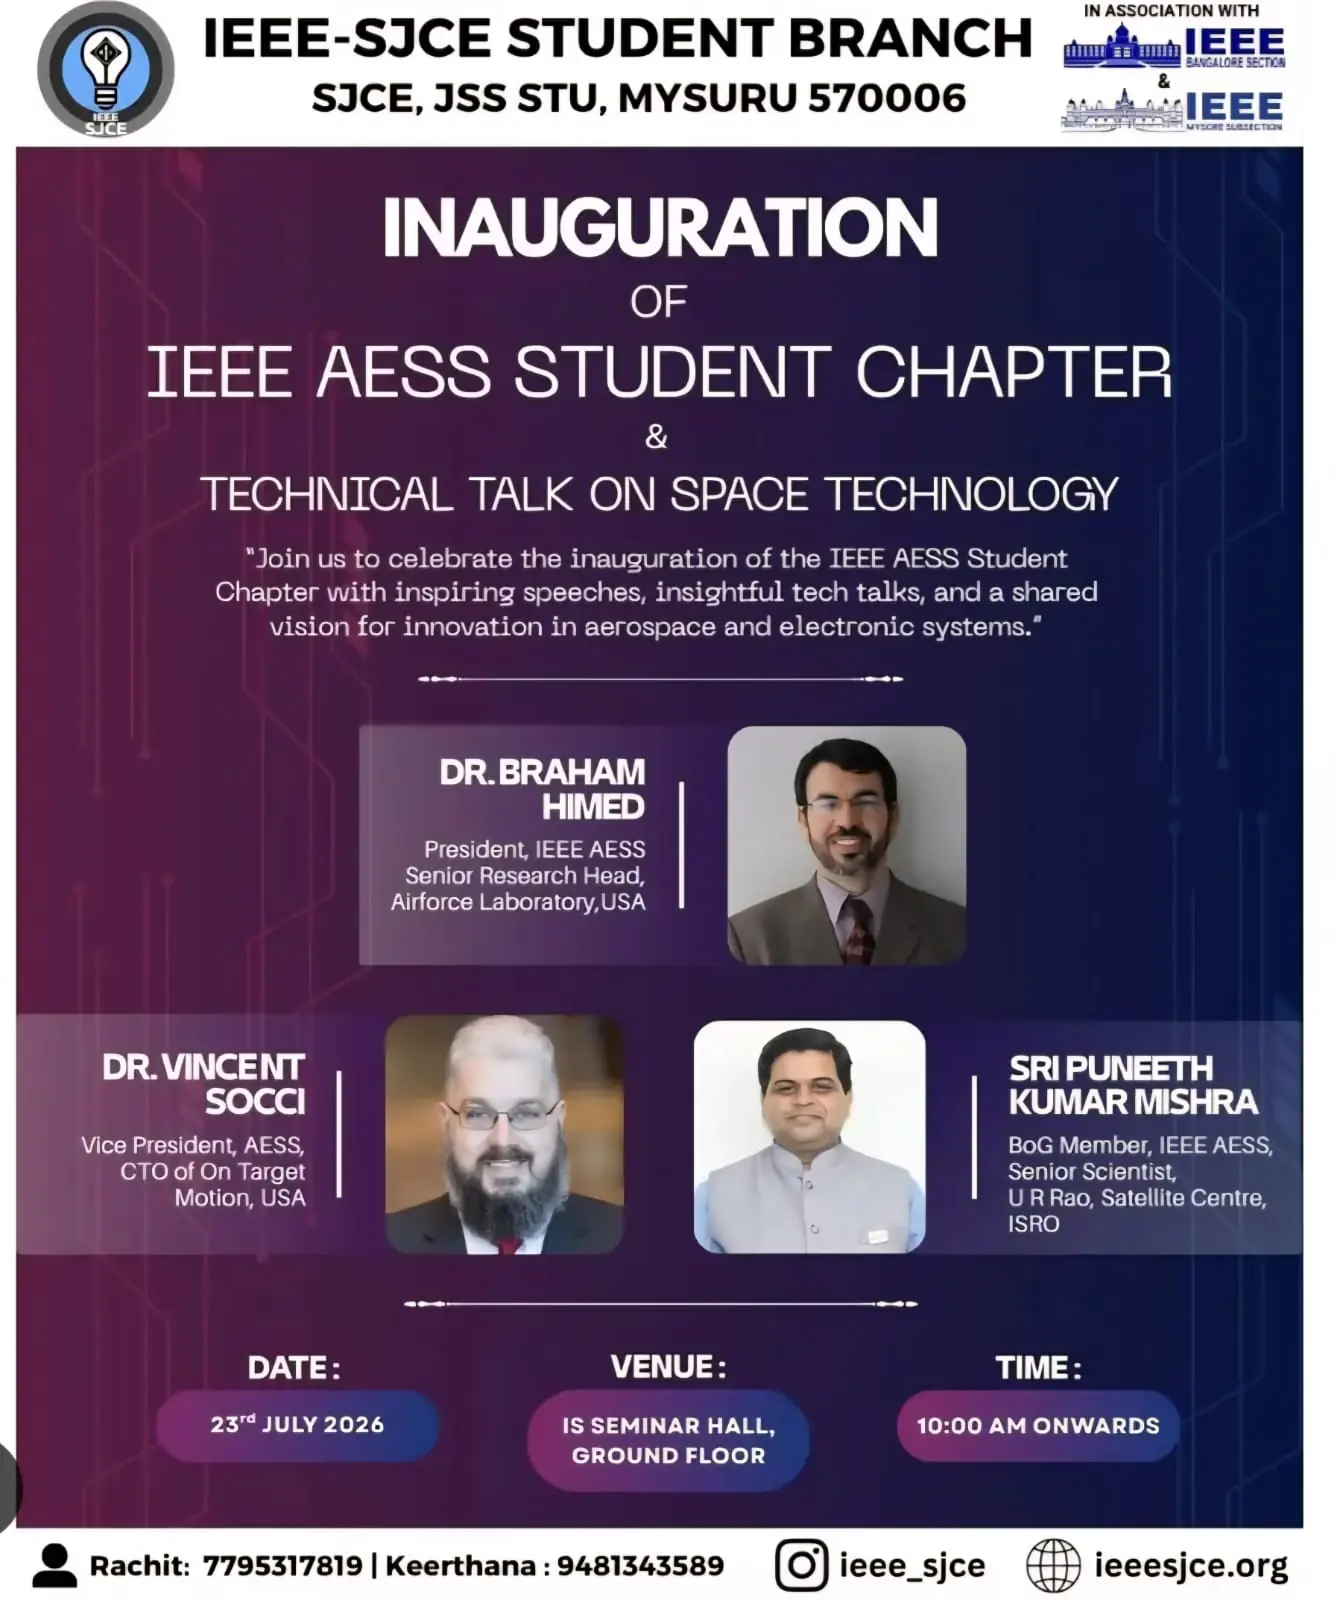 IEEE-SJCE STUDENT BRANCH
SJCE, JSS STU, MYSURU 570006
IEEE
SJCE
IN ASSOCIATION WITH
IEEE
BANGALORE SECTION
&
IEEE
MYSORE SUBSECTION
INAUGURATION
OF
IEEE AESS STUDENT CHAPTER
&
TECHNICAL TALK ON SPACE TECHNOLOGY
"Join us to celebrate the inauguration of the IEEE AESS Student
Chapter with inspiring speeches, insightful tech talks, and a shared
vision for innovation in aerospace and electronic systems."
DR. BRAHAM
HIMED
President, IEEE AESS
Senior Research Head,
Airforce Laboratory,USA
DR. VINCENT
SOCCI
Vice President, AESS,
CTO of On Target
Motion, USA
SRI PUNEETH
KUMAR MISHRA
BoG Member, IEEE AESS,
Senior Scientist,
U R Rao, Satellite Centre,
ISRO
DATE :
23rd JULY 2026
VENUE :
IS SEMINAR HALL,
GROUND FLOOR
TIME :
10:00 AM ONWARDS
Rachit: 7795317819 | Keerthana : 9481343589
ieee_sjce
ieeesjce.org